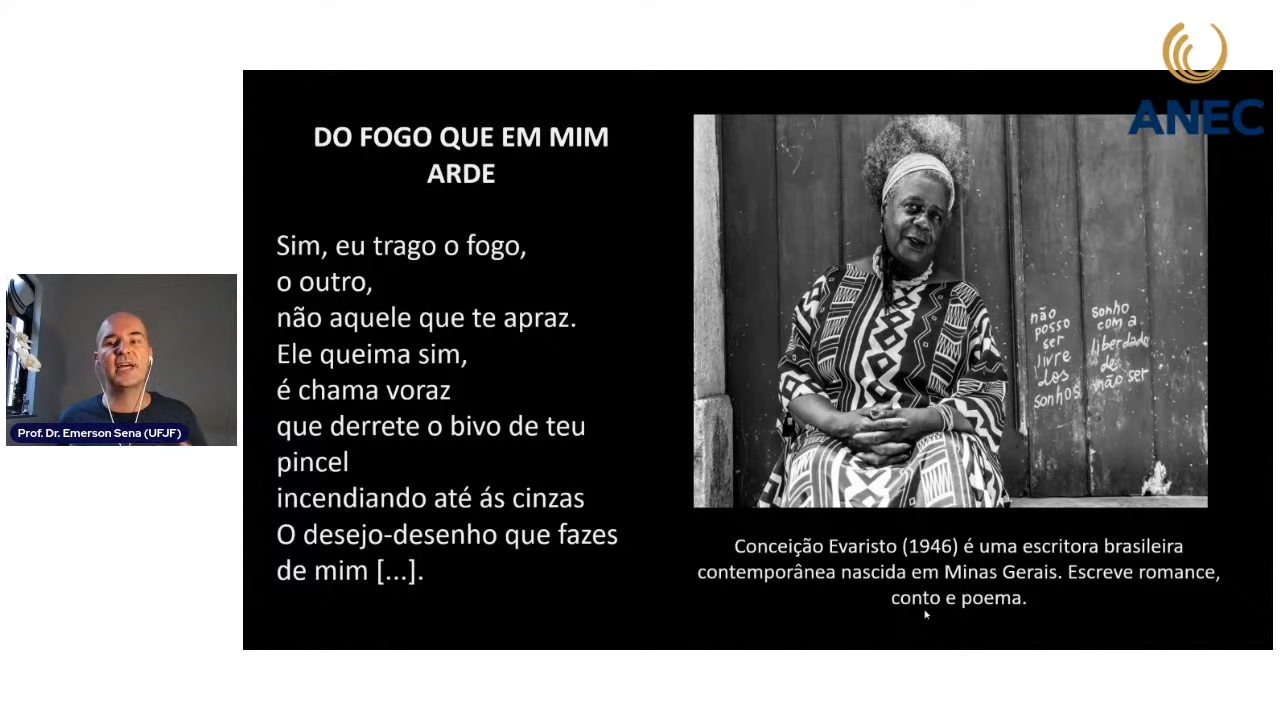 ANEC
DO FOGO QUE EM MIM
ARDE
Sim, eu trago o fogo,
o outro,
não aquele que te apraz.
Ele queima sim,
é chama voraz
que derrete o bivo de teu
pincel
incendiando até ás cinzas
O desejo-desenho que fazes
de mim [...].
não
posso
ser
livre
dos
sonhos
sonho
com a
liberdade
de
não ser
Conceição Evaristo (1946) é uma escritora brasileira
contemporânea nascida em Minas Gerais. Escreve romance,
conto e poema.
Prof. Dr. Emerson Sena (UFJF)